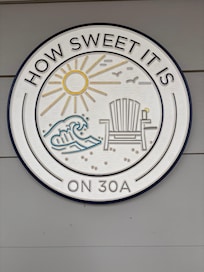 HOW SWEET IT IS
ON 30A